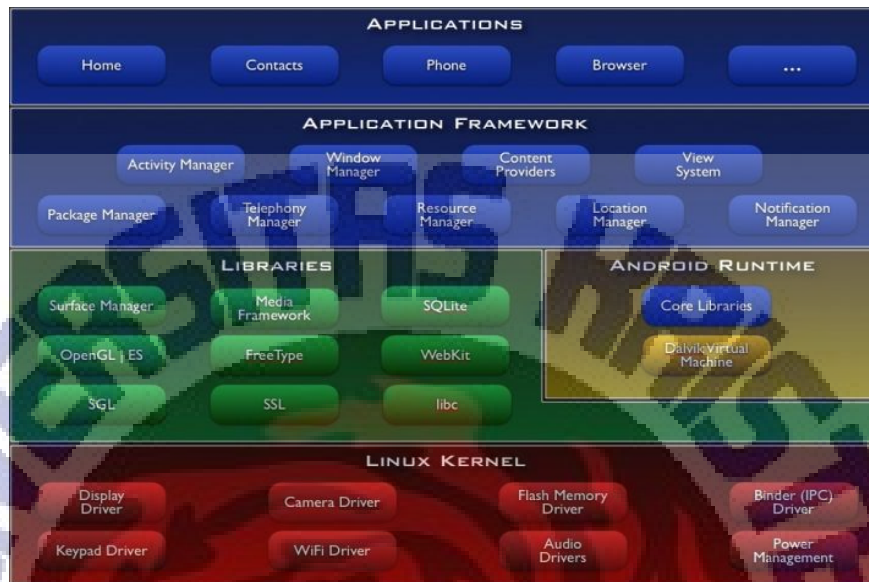 APPLICATIONS
Home
Contacts
Phone
Browser
...
APPLICATION FRAMEWORK
Activity Manager
Window
Manager
Content
Providers
View
System
Package Manager
Telephony
Manager
Resource
Manager
Location
Manager
Notification
Manager
LIBRARIES
Surface Manager
Media
Framework
SQLite
OpenGL | ES
FreeType
WebKit
SGL
SSL
libc
ANDROID RUNTIME
Core Libraries
Dalvik Virtual
Machine
LINUX KERNEL
Display
Driver
Camera Driver
Flash Memory
Driver
Binder (IPC)
Driver
Keypad Driver
WiFi Driver
Audio
Drivers
Power
Management